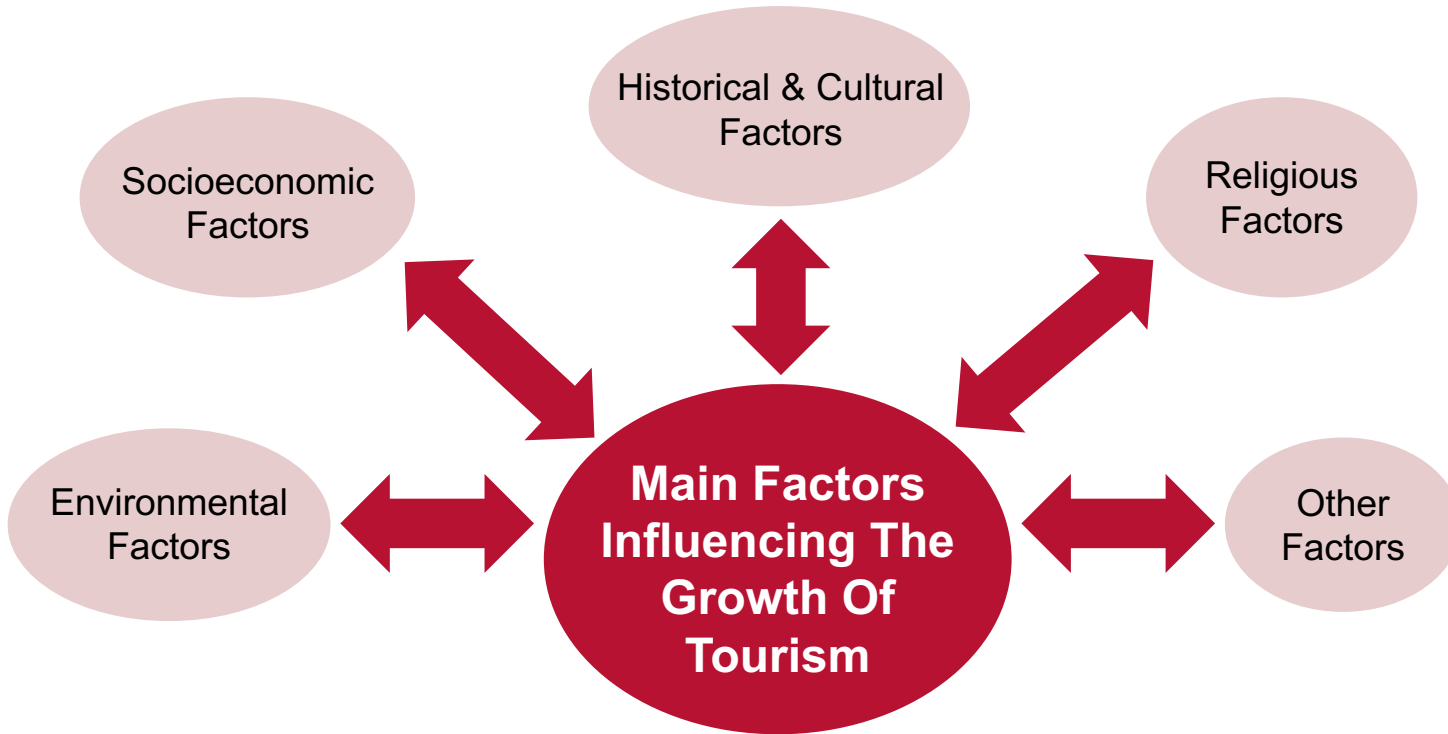 Historical & Cultural
Factors
Socioeconomic
Factors
Religious
Factors
Environmental
Factors
Main Factors
Influencing The
Growth Of
Tourism
Other
Factors